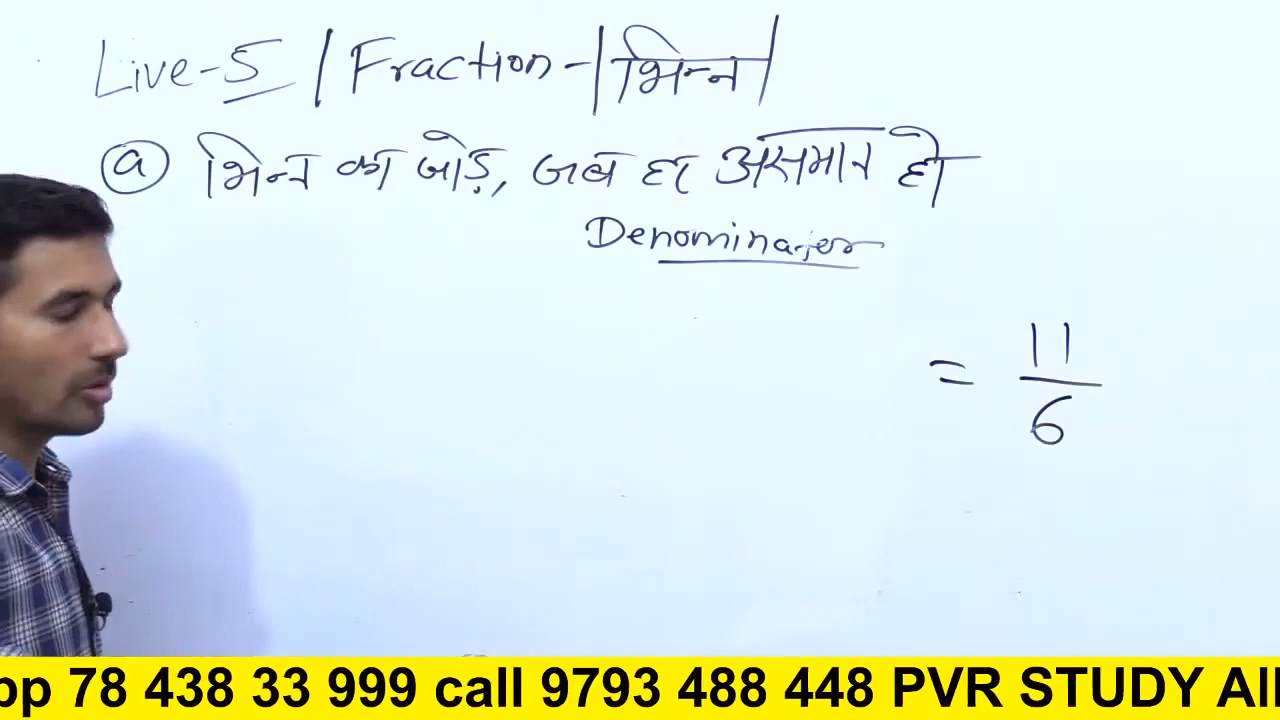 Live-5 | Fraction - | भिन्न |
(a) भिन्न का जोड़, जब हर असमान हो
Denominater
= 11/6
pp 78 438 33 999 call 9793 488 448 PVR STUDY All